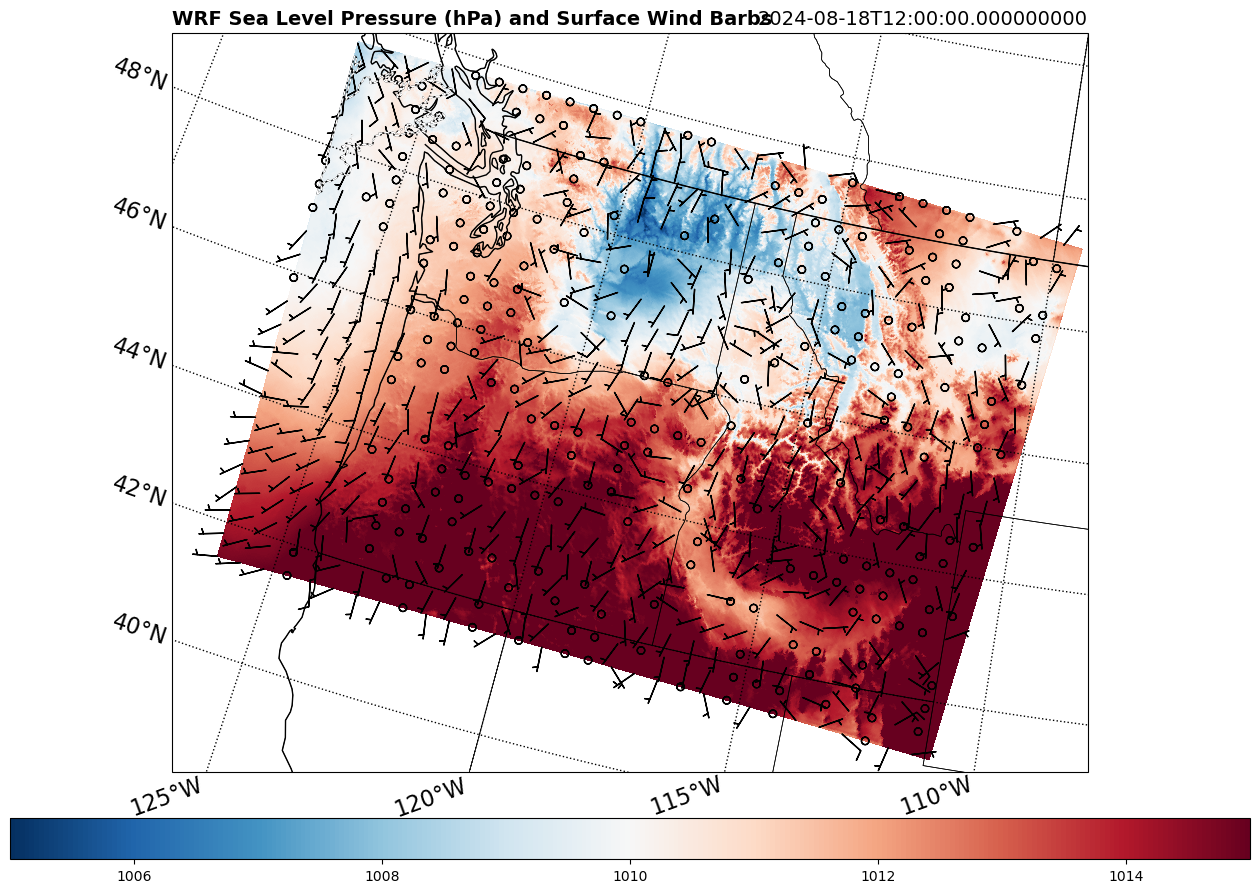 WRF Sea Level Pressure (hPa) and Surface Wind Barbs
2024-08-18T12:00:00.000000000
48°N
46°N
44°N
42°N
40°N
125°W
120°W
115°W
110°W
1006
1008
1010
1012
1014